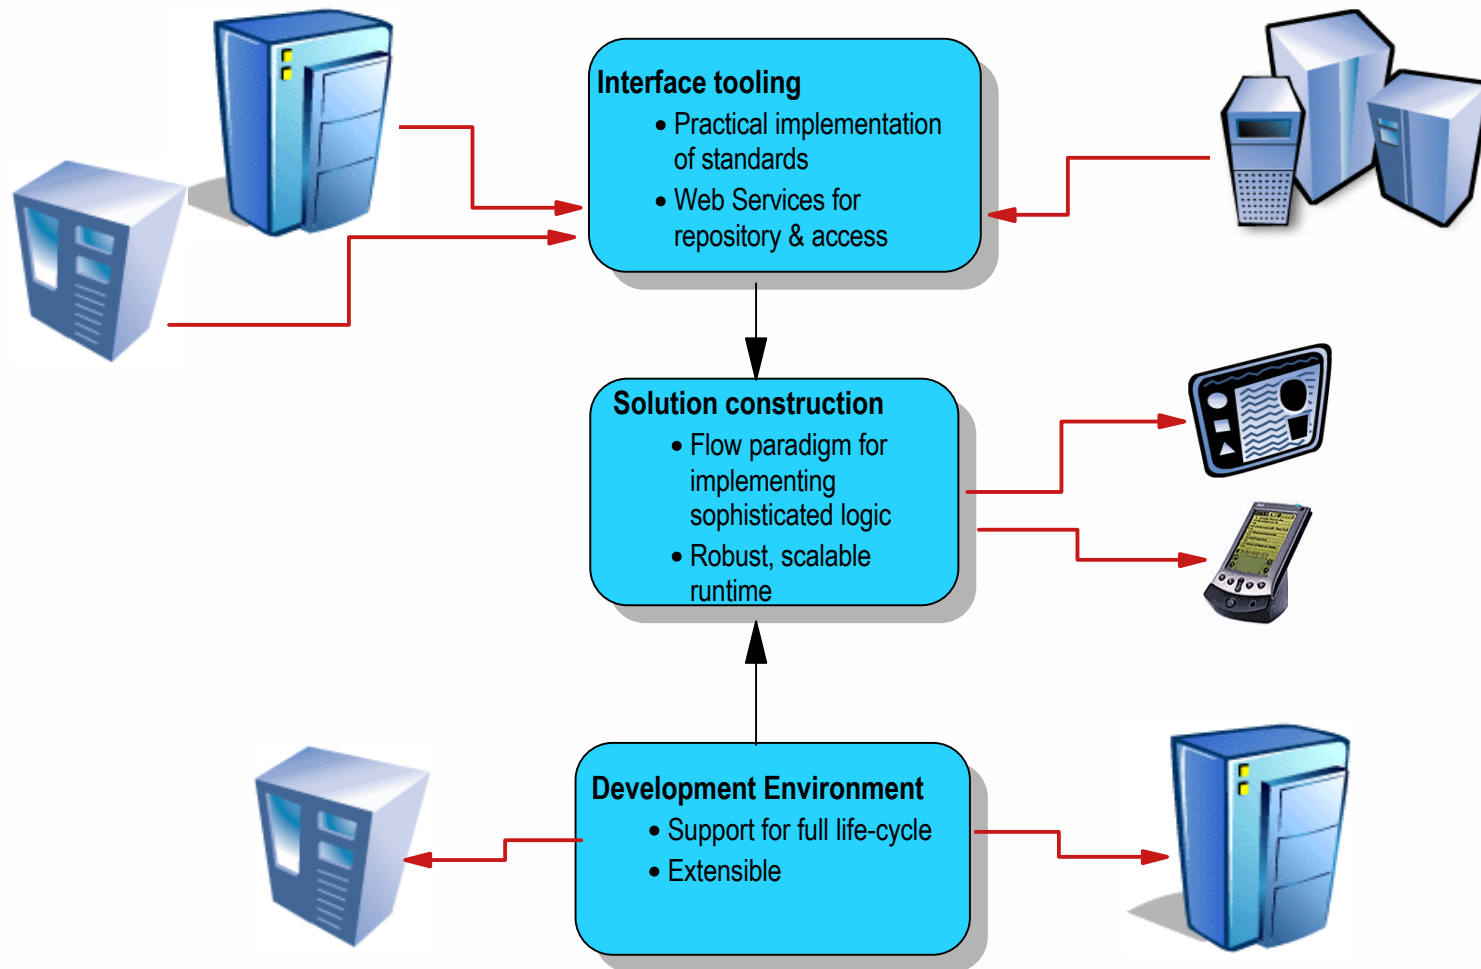 Interface tooling
• Practical implementation
of standards
• Web Services for
repository & access
Solution construction
• Flow paradigm for
implementing
sophisticated logic
• Robust, scalable
runtime
Development Environment
• Support for full life-cycle
• Extensible